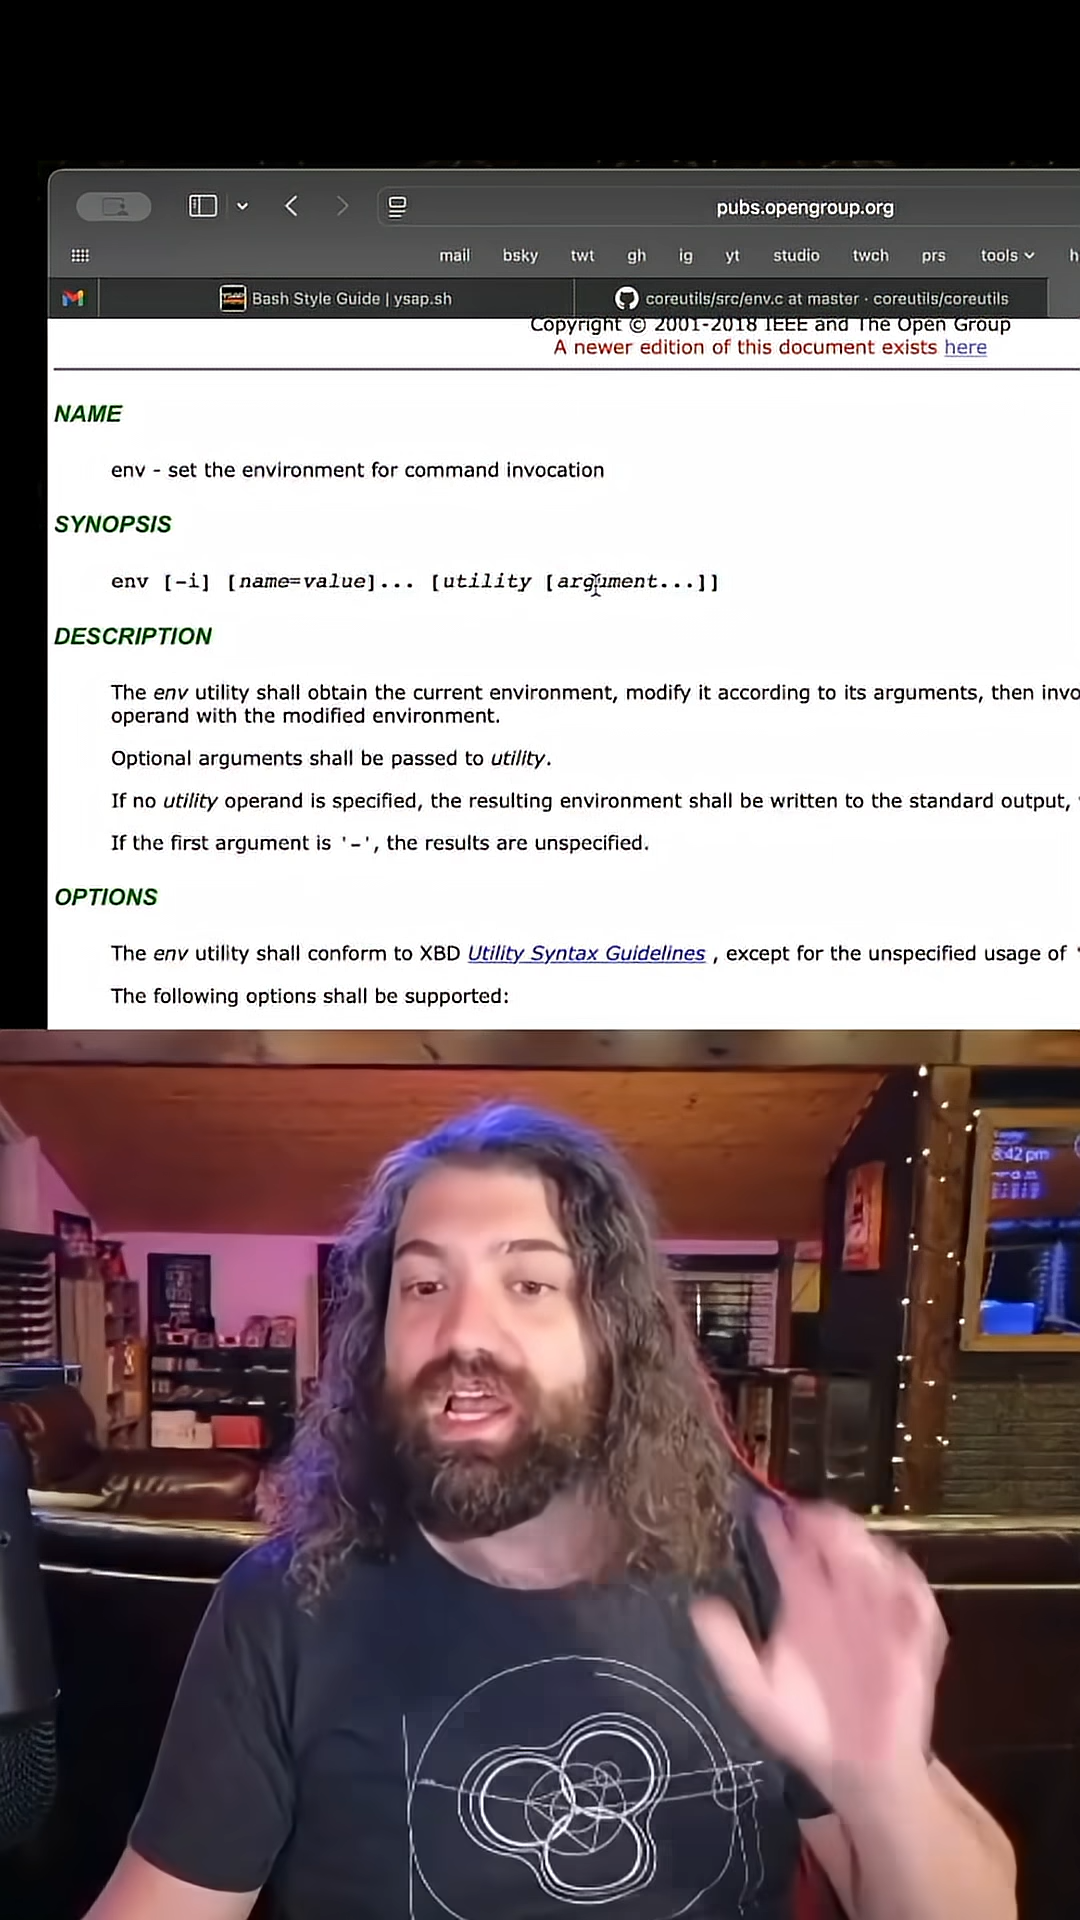 pubs.opengroup.org
mail bsky twt gh ig yt studio twch prs tools h
YSAP Bash Style Guide | ysap.sh coreutils/src/env.c at master · coreutils/coreutils
Copyright © 2001-2018 IEEE and The Open Group
A newer edition of this document exists here
NAME
env - set the environment for command invocation
SYNOPSIS
env [-i] [name=value]... [utility [argument...]]
DESCRIPTION
The env utility shall obtain the current environment, modify it according to its arguments, then invo
operand with the modified environment.
Optional arguments shall be passed to utility.
If no utility operand is specified, the resulting environment shall be written to the standard output,
If the first argument is '-', the results are unspecified.
OPTIONS
The env utility shall conform to XBD Utility Syntax Guidelines , except for the unspecified usage of '
The following options shall be supported:
8:42 pm